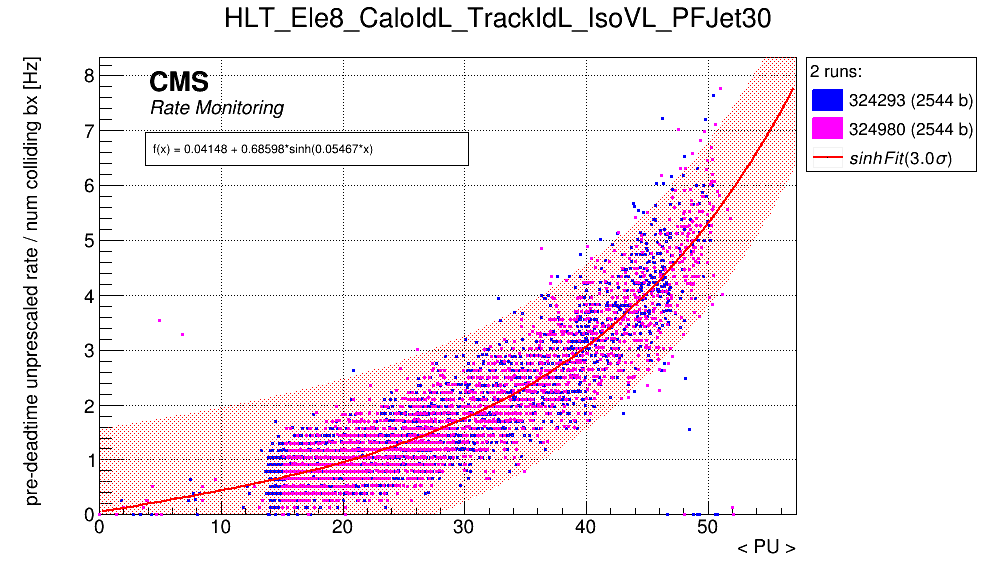 HLT_Ele8_CaloIdL_TrackIdL_IsoVL_PFJet30
pre-deadtime unprescaled rate / num colliding bx [Hz]
CMS
Rate Monitoring
f(x) = 0.04148 + 0.68598*sinh(0.05467*x)
2 runs:
324293 (2544 b)
324980 (2544 b)
sinhFit(3.0σ)
8
7
6
5
4
3
2
1
0
0 10 20 30 40 50
< PU >